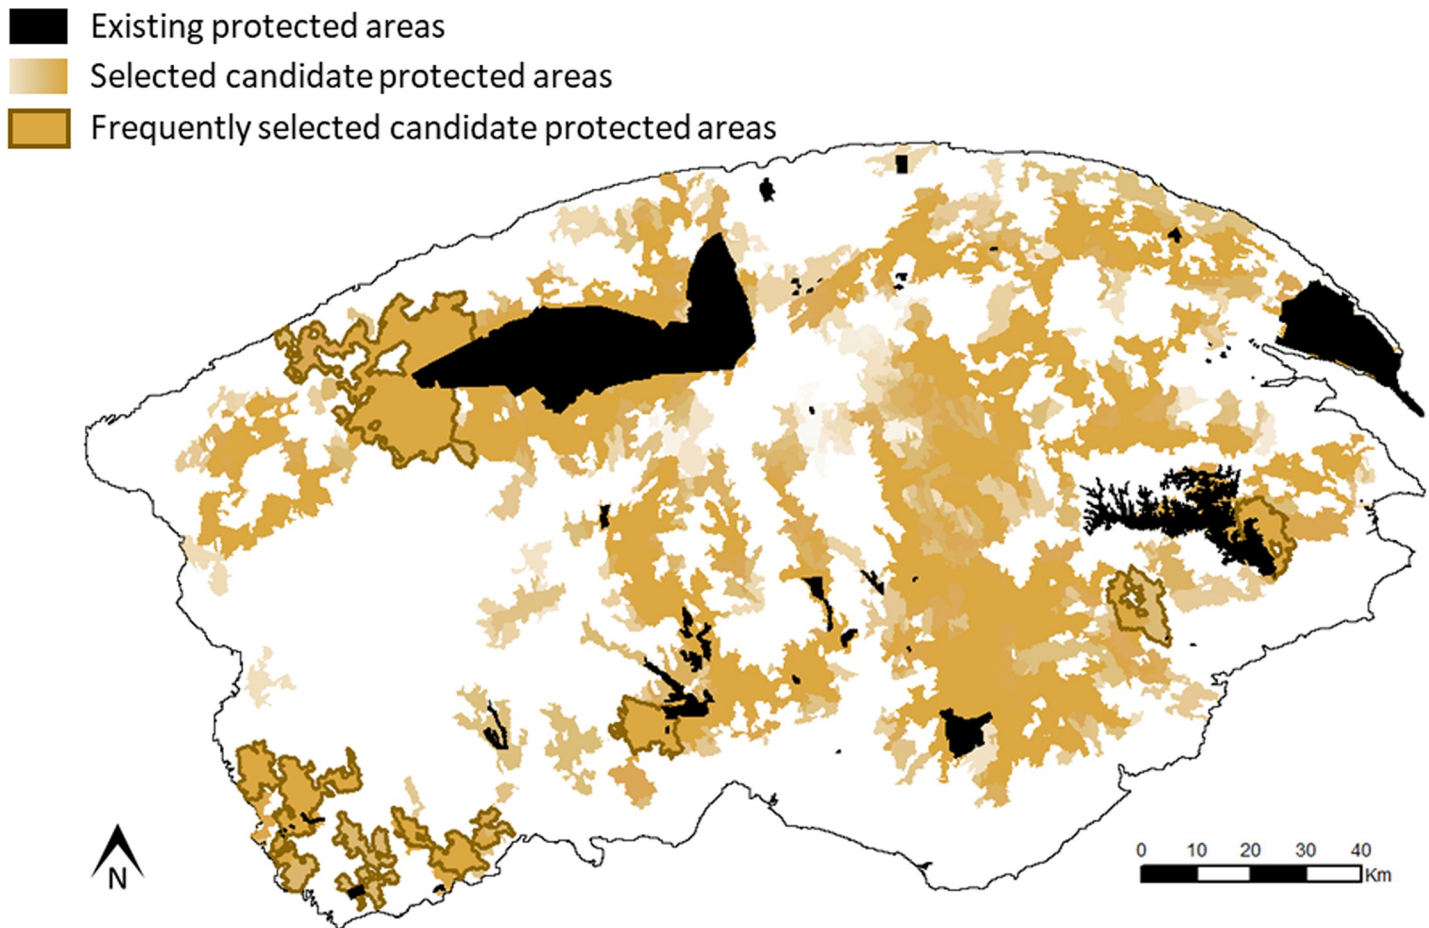 Existing protected areas
Selected candidate protected areas
Frequently selected candidate protected areas
N
0 10 20 30 40
Km